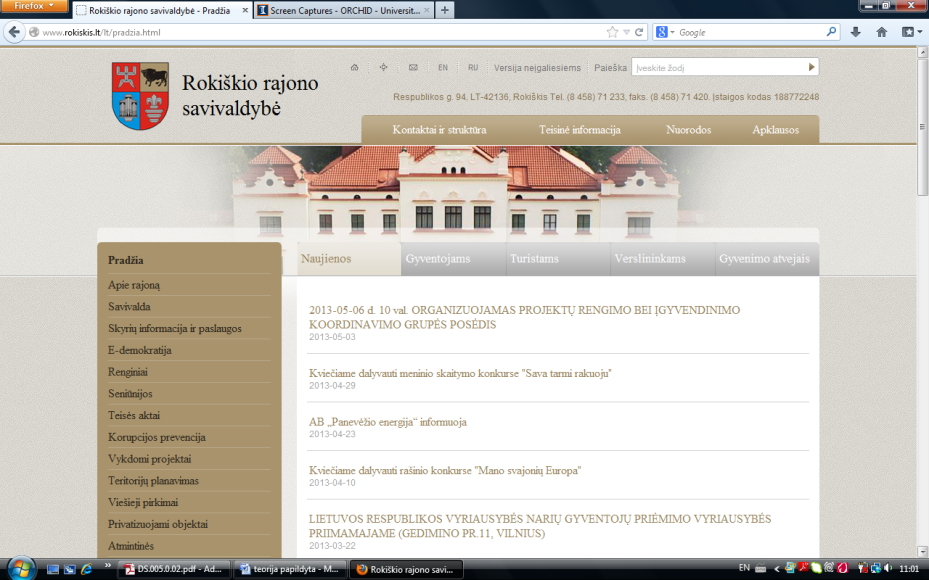 Firefox
Rokiškio rajono savivaldybė - Pradžia
Screen Captures - ORCHID - Universit...
www.rokiskis.lt/lt/pradzia.html
Google
EN
RU
Versija neįgaliesiems
Paieška
Įveskite žodį
Rokiškio rajono
savivaldybė
Respublikos g. 94, LT-42136, Rokiškis Tel. (8 458) 71 233, faks. (8 458) 71 420. Įstaigos kodas 188772248
Kontaktai ir struktūra
Teisinė informacija
Nuorodos
Apklausos
Pradžia
Apie rajoną
Savivalda
Skyrių informacija ir paslaugos
E-demokratija
Renginiai
Seniūnijos
Teisės aktai
Korupcijos prevencija
Vykdomi projektai
Teritorijų planavimas
Viešieji pirkimai
Privatizuojami objektai
Atmintinės
Naujienos
Gyventojams
Turistams
Verslininkams
Gyvenimo atvejais
2013-05-06 d. 10 val. ORGANIZUOJAMAS PROJEKTŲ RENGIMO BEI ĮGYVENDINIMO
KOORDINAVIMO GRUPĖS POSĖDIS
2013-05-03
Kviečiame dalyvauti meninio skaitymo konkurse "Sava tarmi rakuoju"
2013-04-29
AB „Panevėžio energija“ informuoja
2013-04-23
Kviečiame dalyvauti rašinio konkurse "Mano svajonių Europa"
2013-04-10
LIETUVOS RESPUBLIKOS VYRIAUSYBĖS NARIŲ GYVENTOJŲ PRIĖMIMO VYRIAUSYBĖS
PRIIMAMAJAME (GEDIMINO PR.11, VILNIUS)
2013-03-22
D5.005.0.02.pdf - Ad...
teorija papildyta - M...
Rokiškio rajono savi...
EN
11:01